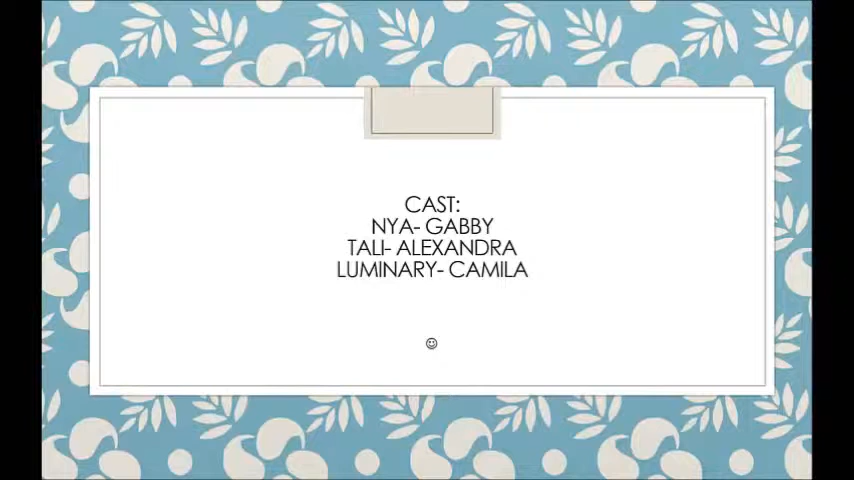 CAST:
NYA- GABBY
TALI- ALEXANDRA
LUMINARY- CAMILA
☺